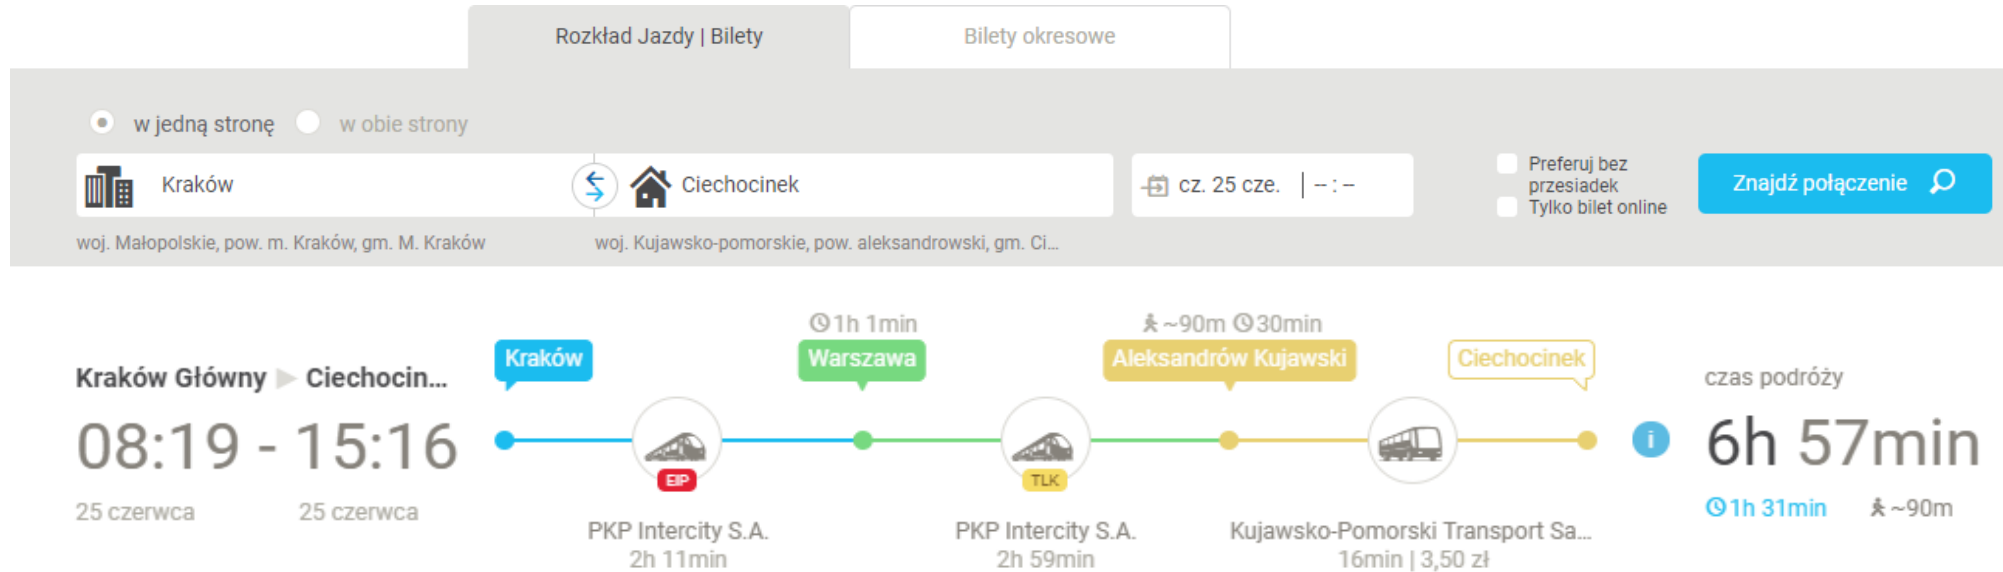 Rozkład Jazdy | Bilety
Bilety okresowe
w jedną stronę
w obie strony
Kraków
Ciechocinek
cz. 25 cze.
-- : --
Preferuj bez
przesiadek
Tylko bilet online
Znajdź połączenie
woj. Małopolskie, pow. m. Kraków, gm. M. Kraków
woj. Kujawsko-pomorskie, pow. aleksandrowski, gm. Ci...
1h 1min
~90m 30min
Kraków
Warszawa
Aleksandrów Kujawski
Ciechocinek
Kraków Główny ▶ Ciechocin...
08:19 - 15:16
25 czerwca
25 czerwca
EIP
TLK
PKP Intercity S.A.
2h 11min
PKP Intercity S.A.
2h 59min
Kujawsko-Pomorski Transport Sa...
16min | 3,50 zł
i
czas podróży
6h 57min
1h 31min
~90m